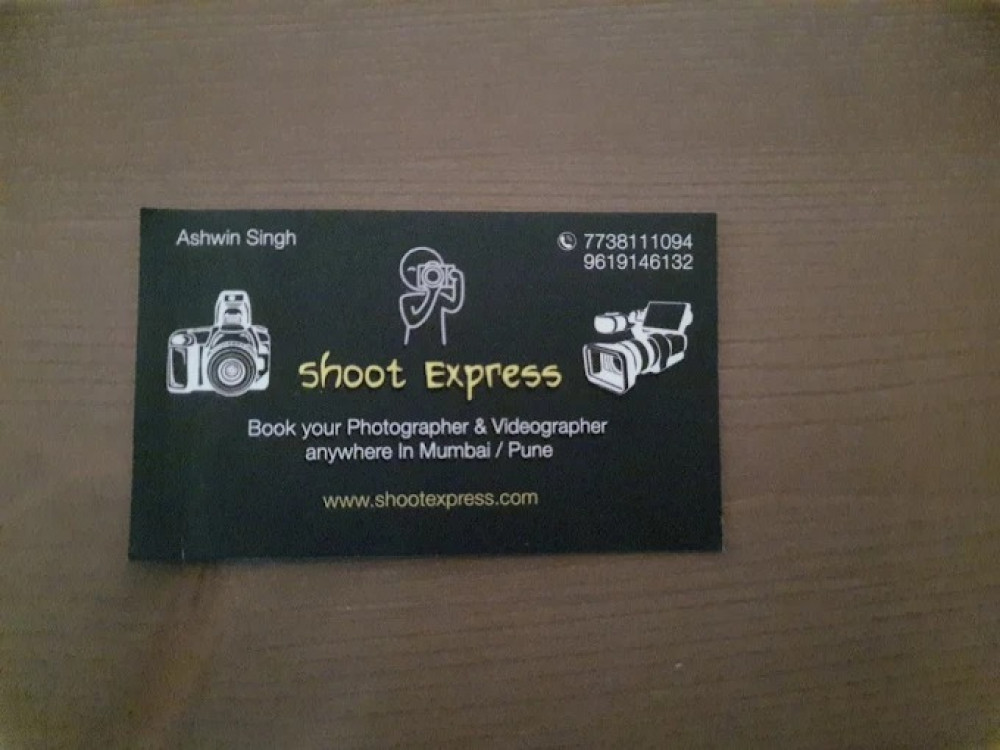 Ashwin Singh
7738111094
9619146132
Shoot Express
Book your Photographer & Videographer
anywhere In Mumbai / Pune
www.shootexpress.com